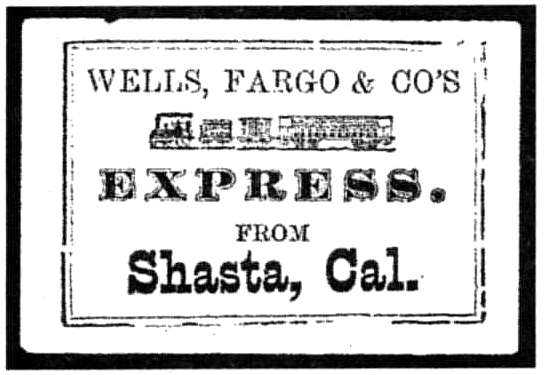 WELLS, FARGO & CO'S
EXPRESS.
FROM
Shasta, Cal.